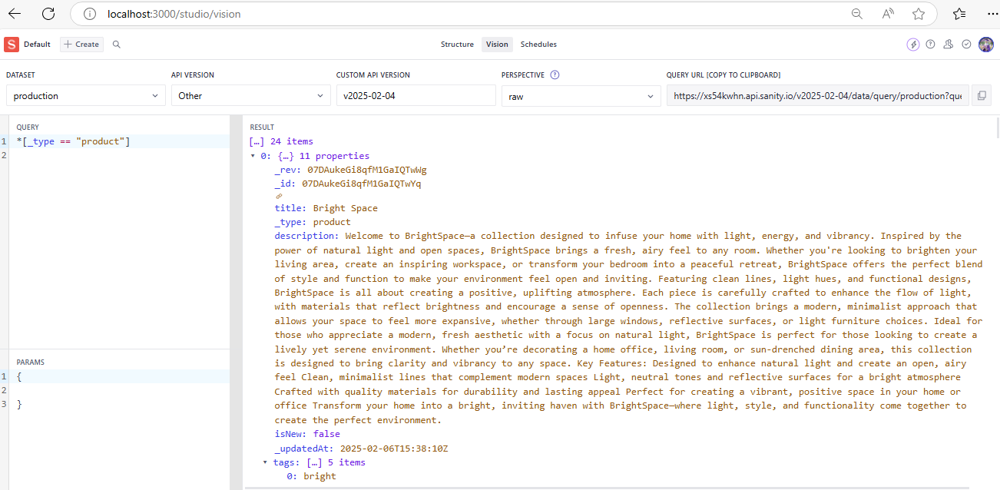 localhost:3000/studio/vision
S Default + Create Structure Vision Schedules
DATASET API VERSION CUSTOM API VERSION PERSPECTIVE ? QUERY URL [COPY TO CLIPBOARD]
production Other v2025-02-04 raw https://xs54kwhn.api.sanity.io/v2025-02-04/data/query/production?que
QUERY
1 *[_type == "product"]
2
PARAMS
1 {
2
3 }
RESULT
[…] 24 items
0: {…} 11 properties
_rev: 07DAukeGi8qfM1GaIQTwWg
_id: 07DAukeGi8qfM1GaIQTwYq
title: Bright Space
_type: product
description: Welcome to BrightSpace—a collection designed to infuse your home with light, energy, and vibrancy. Inspired by the
power of natural light and open spaces, BrightSpace brings a fresh, airy feel to any room. Whether you're looking to brighten your
living area, create an inspiring workspace, or transform your bedroom into a peaceful retreat, BrightSpace offers the perfect blend
of style and function to make your environment feel open and inviting. Featuring clean lines, light hues, and functional designs,
BrightSpace is all about creating a positive, uplifting atmosphere. Each piece is carefully crafted to enhance the flow of light,
with materials that reflect brightness and encourage a sense of openness. The collection brings a modern, minimalist approach that
allows your space to feel more expansive, whether through large windows, reflective surfaces, or light furniture choices. Ideal for
those who appreciate a modern, fresh aesthetic with a focus on natural light, BrightSpace is perfect for those looking to create a
lively yet serene environment. Whether you’re decorating a home office, living room, or sun-drenched dining area, this collection
is designed to bring clarity and vibrancy to any space. Key Features: Designed to enhance natural light and create an open, airy
feel Clean, minimalist lines that complement modern spaces Light, neutral tones and reflective surfaces for a bright atmosphere
Crafted with quality materials for durability and lasting appeal Perfect for creating a vibrant, positive space in your home or
office Transform your home into a bright, inviting haven with BrightSpace—where light, style, and functionality come together to
create the perfect environment.
isNew: false
_updatedAt: 2025-02-06T15:38:10Z
tags: […] 5 items
0: bright